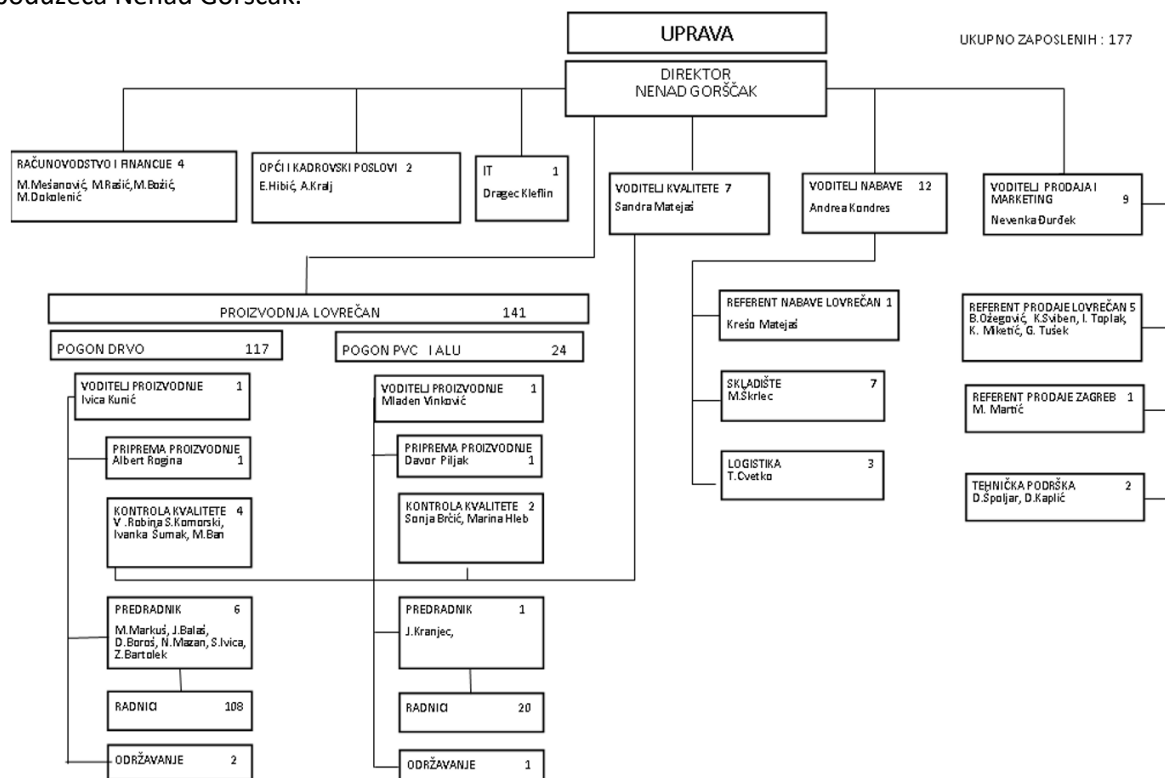 poduzeća Nenad Gorščak.
UPRAVA
UKUPNO ZAPOSLENIH : 177
DIREKTOR
NENAD GORŠČAK
RAČUNOVODSTVO I FINANCIJE 4
M.Mešanović, M.Rašić, M.Božić,
M.Dokolenić
OPĆI I KADROVSKI POSLOVI 2
E.Hibić, A.Kralj
IT 1
Dragec Kleflin
VODITELJ KVALITETE 7
Sandra Matejaš
VODITELJ NABAVE 12
Andrea Kondres
VODITELJ PRODAJA I
MARKETING 9
Nevenka Đurđek
PROIZVODNJA LOVREČAN 141
POGON DRVO 117
POGON PVC I ALU 24
VODITELJ PROIZVODNJE 1
Ivica Kunić
PRIPREMA PROIZVODNJE
Albert Rogina 1
KONTROLA KVALITETE 4
V .Robina S.Komorski,
Ivanka Sumak, M.Ban
PREDRADNIK 6
M.Markuš, J.Balaš,
D.Boroš, N.Mazan, S.Ivica,
Z.Bartolek
RADNICI 108
ODRŽAVANJE 2
VODITELJ PROIZVODNJE 1
Mladen Vinković
PRIPREMA PROIZVODNJE
Davor Piljak 1
KONTROLA KVALITETE 2
Sonja Brčić, Marina Hleb
PREDRADNIK 1
J.Kranjec,
RADNICI 20
ODRŽAVANJE 1
REFERENT NABAVE LOVREČAN 1
Krešo Matejaš
SKLADIŠTE 7
M.Škrlec
LOGISTIKA 3
T.Cvetko
REFERENT PRODAJE LOVREČAN 5
B.Ožegović, K.Sviben, I. Toplak,
K. Miketić, G. Tušek
REFERENT PRODAJE ZAGREB 1
M. Martić
TEHNIČKA PODRŠKA 2
D.Špoljar, D.Kaplić